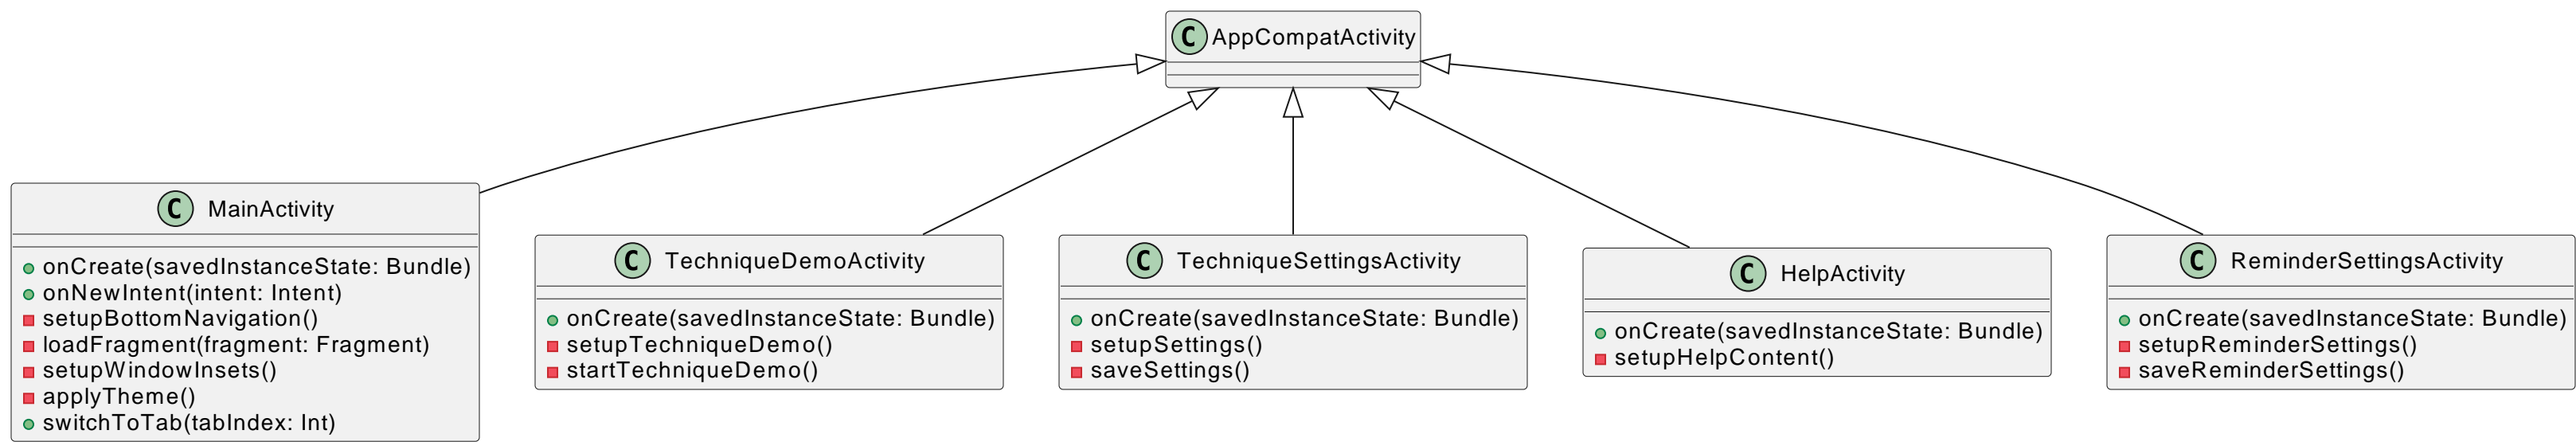 C AppCompatActivity
C MainActivity
onCreate(savedInstanceState: Bundle)
onNewIntent(intent: Intent)
setupBottomNavigation()
loadFragment(fragment: Fragment)
setupWindowInsets()
applyTheme()
switchToTab(tabIndex: Int)
C TechniqueDemoActivity
onCreate(savedInstanceState: Bundle)
setupTechniqueDemo()
startTechniqueDemo()
C TechniqueSettingsActivity
onCreate(savedInstanceState: Bundle)
setupSettings()
saveSettings()
C HelpActivity
onCreate(savedInstanceState: Bundle)
setupHelpContent()
C ReminderSettingsActivity
onCreate(savedInstanceState: Bundle)
setupReminderSettings()
saveReminderSettings()